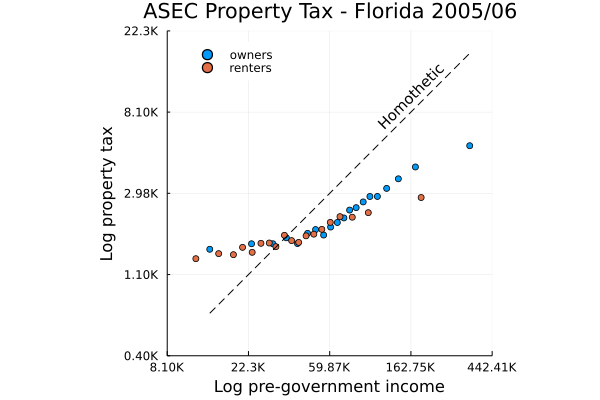 ASEC Property Tax - Florida 2005/06
22.3K
owners
renters
Homothetic
8.10K
Log property tax
2.98K
1.10K
0.40K
8.10K 22.3K 59.87K 162.75K 442.41K
Log pre-government income